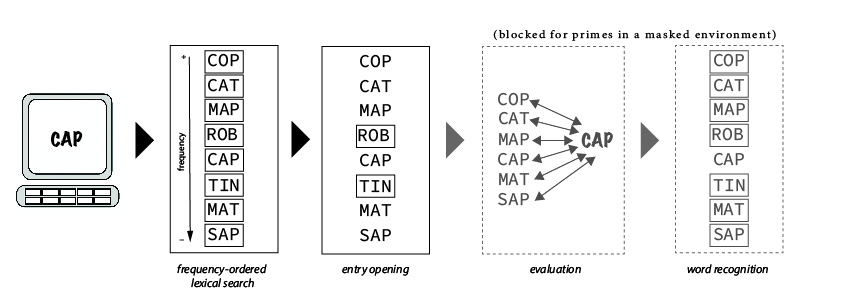 (blocked for primes in a masked environment)
CAP
+
frequency
–
COP
CAT
MAP
ROB
CAP
TIN
MAT
SAP
frequency-ordered
lexical search
COP
CAT
MAP
ROB
CAP
TIN
MAT
SAP
entry opening
COP
CAT
MAP
CAP
MAT
SAP
CAP
evaluation
COP
CAT
MAP
ROB
CAP
TIN
MAT
SAP
word recognition